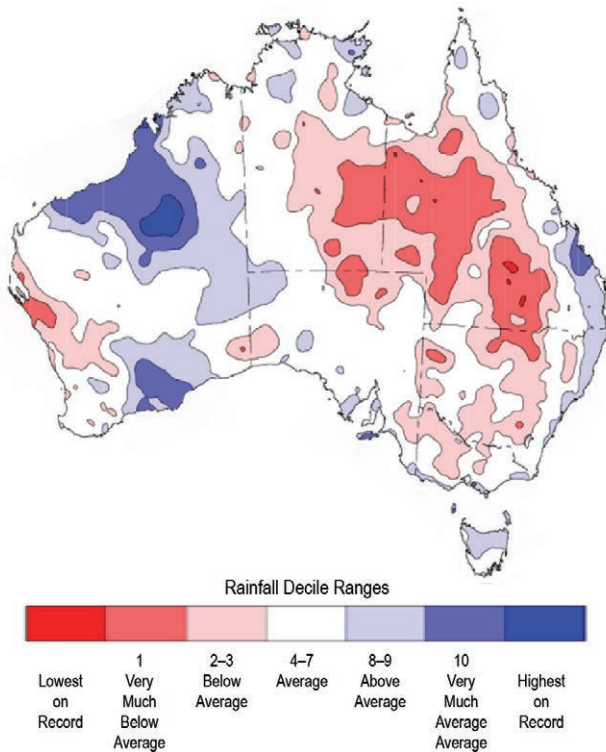 Rainfall Decile Ranges
Lowest
on
Record
1
Very
Much
Below
Average
2–3
Below
Average
4–7
Average
8–9
Above
Average
10
Very
Much
Average
Average
Highest
on
Record